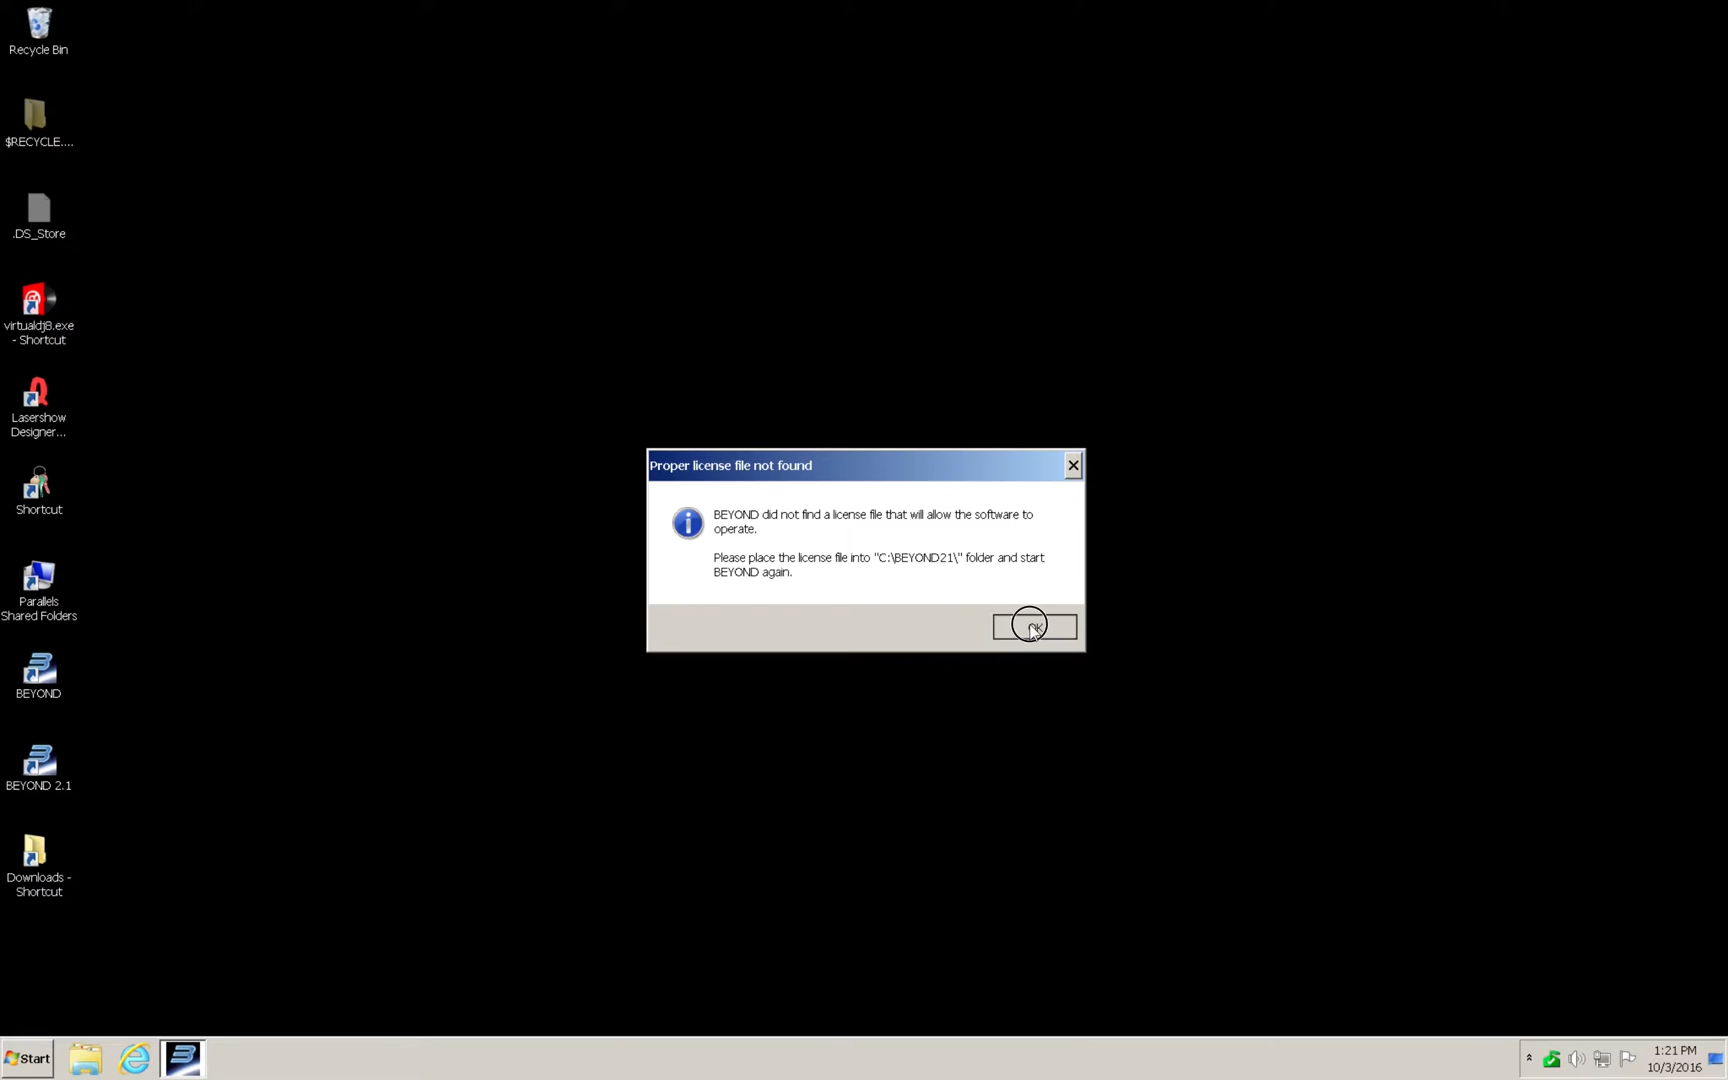 Recycle Bin
$RECYCLE....
.DS_Store
virtualdj8.exe
- Shortcut
Lasershow
Designer...
Shortcut
Parallels
Shared Folders
BEYOND
BEYOND 2.1
Downloads -
Shortcut
Proper license file not found
BEYOND did not find a license file that will allow the software to
operate.
Please place the license file into "C:\BEYOND21\" folder and start
BEYOND again.
OK
Start
1:21 PM
10/3/2016